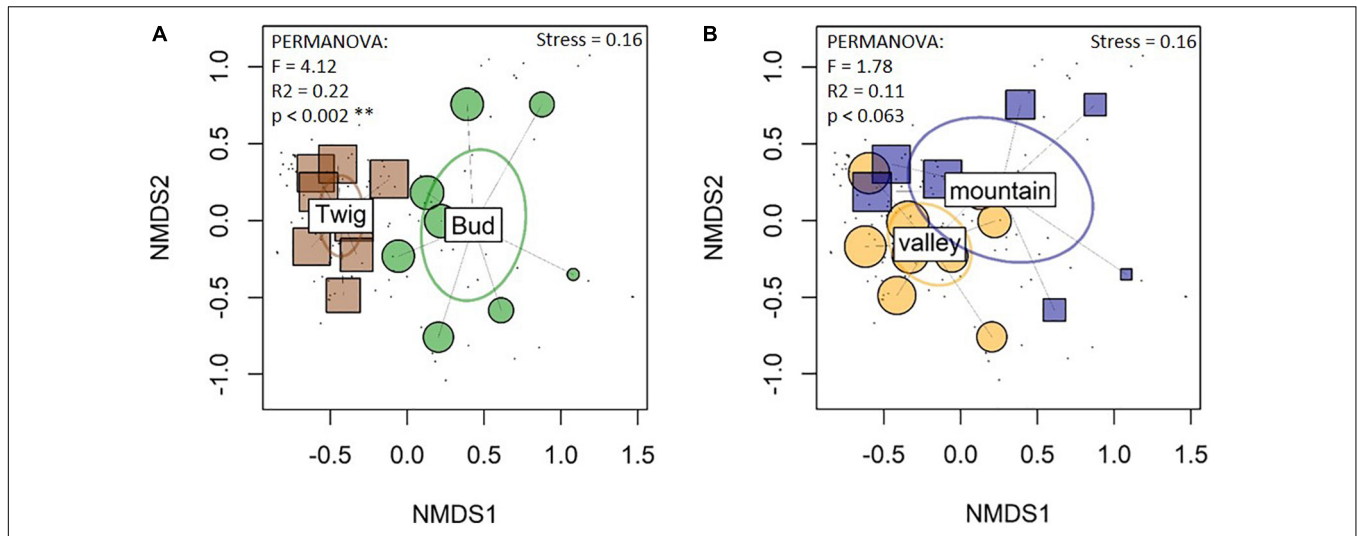 A
PERMANOVA:
F = 4.12
R2 = 0.22
p < 0.002 **
Stress = 0.16
Twig
Bud
NMDS2
1.0
0.5
0.0
-0.5
-1.0
-0.5 0.0 0.5 1.0 1.5
NMDS1
B
PERMANOVA:
F = 1.78
R2 = 0.11
p < 0.063
Stress = 0.16
mountain
valley
NMDS2
1.0
0.5
0.0
-0.5
-1.0
-0.5 0.0 0.5 1.0 1.5
NMDS1